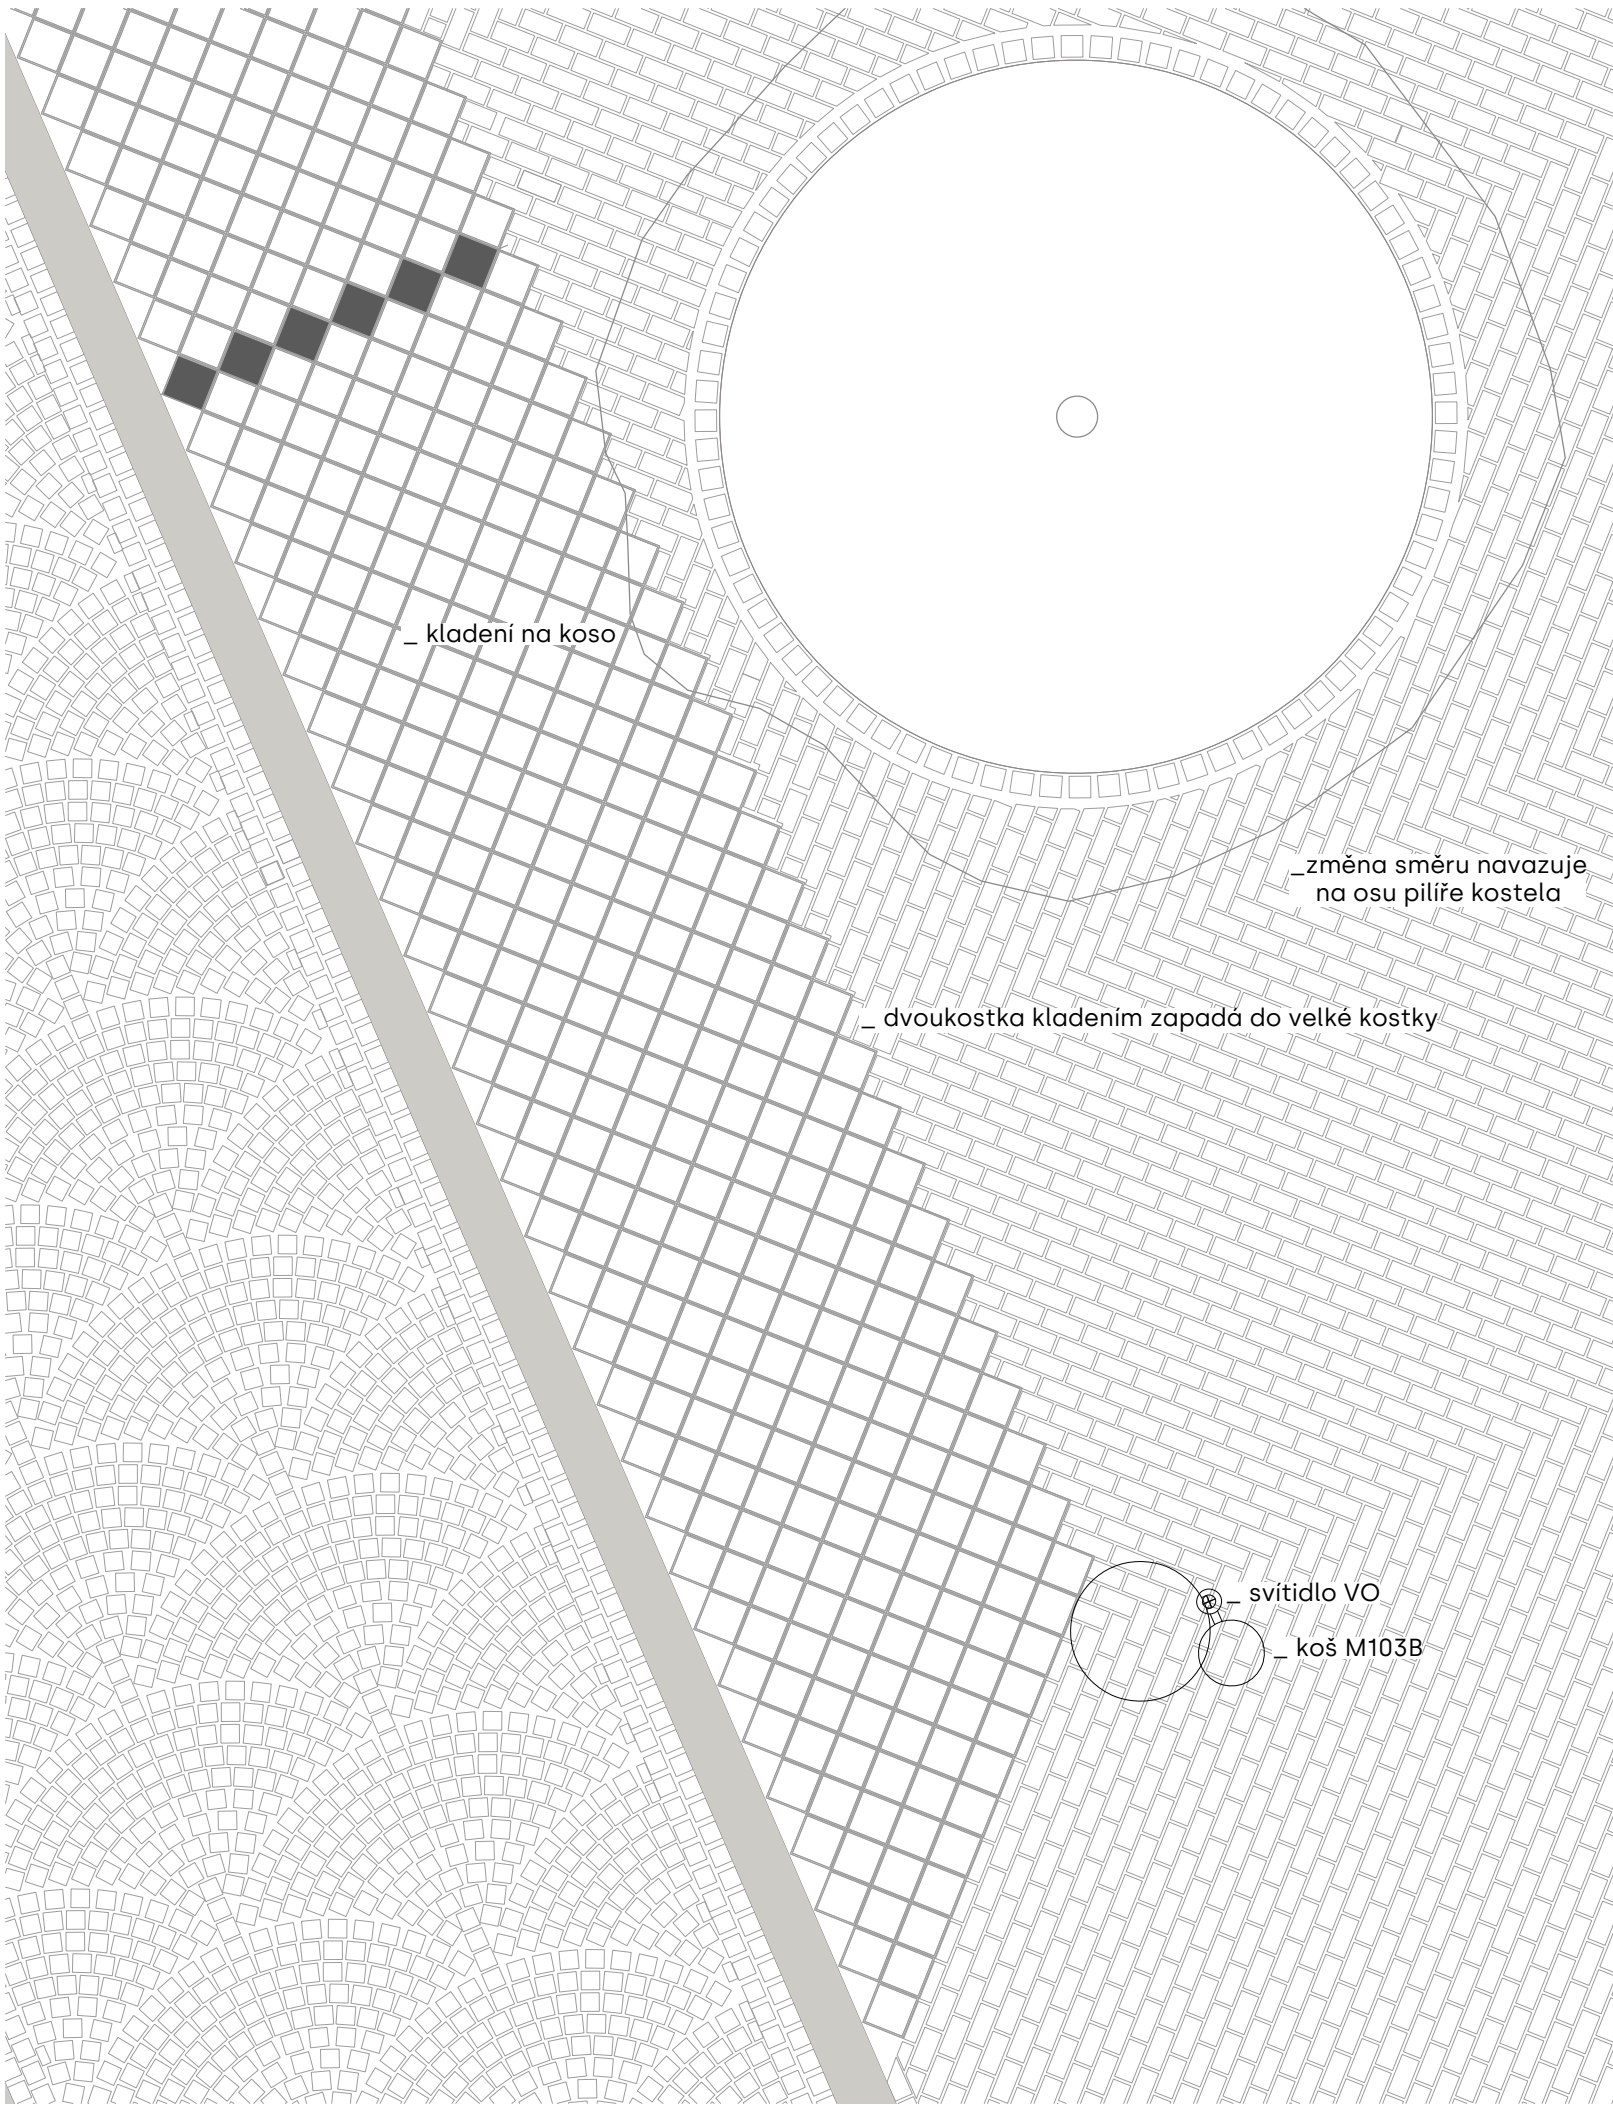 _ kladení na koso
_změna směru navazuje
na osu pilíře kostela
_ dvoukostka kladením zapadá do velké kostky
_ svítidlo VO
_ koš M103B